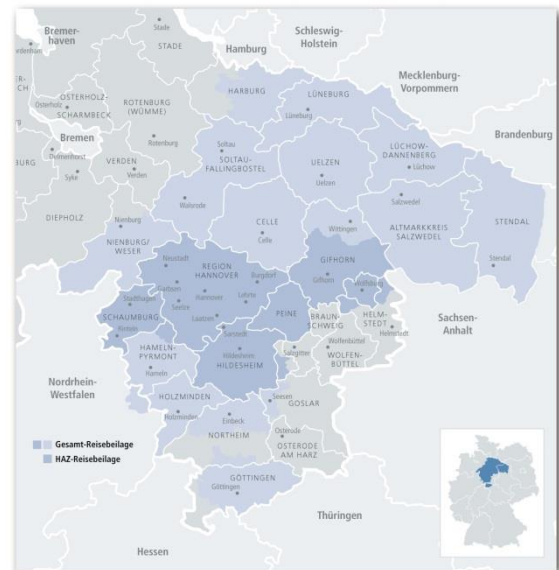 Bremer-
haven
Stade
STADE
Hamburg
Schleswig-
Holstein
Mecklenburg-
Vorpommern
Brandenburg
HARBURG
LÜNEBURG
Lüneburg
OSTERHOLZ-
SCHARMBECK
Osterholz
ROTENBURG
(WÜMME)
Rotenburg
Bremen
Delmenhorst
BURG
Syke
VERDEN
Verden
DIEPHOLZ
Soltau
SOLTAU-
FALLINGBOSTEL
Walsrode
UELZEN
Uelzen
LÜCHOW-
DANNENBERG
Lüchow
Salzwedel
ALTMARKKREIS
SALZWEDEL
STENDAL
Stendal
Nienburg
NIENBURG/
WESER
CELLE
Celle
Wittingen
GIFHORN
Gifhorn
Wolfsburg
Neustadt
REGION
HANNOVER
Burgdorf
Garbsen
Hannover
Lehrte
Seelze
Laatzen
Stadthagen
SCHAUMBURG
Rinteln
PEINE
BRAUN-
SCHWEIG
HELM-
STEDT
Helmstedt
Wolfenbüttel
WOLFEN-
BÜTTEL
Salzgitter
Sarstedt
Hildesheim
HILDESHEIM
HAMELN-
PYRMONT
Hameln
Sachsen-
Anhalt
Nordrhein-
Westfalen
HOLZMINDEN
Holzminden
Seesen
GOSLAR
Einbeck
NORTHEIM
Osterode
OSTERODE
AM HARZ
Gesamt-Reisebeilage
HAZ-Reisebeilage
GÖTTINGEN
Göttingen
Thüringen
Hessen